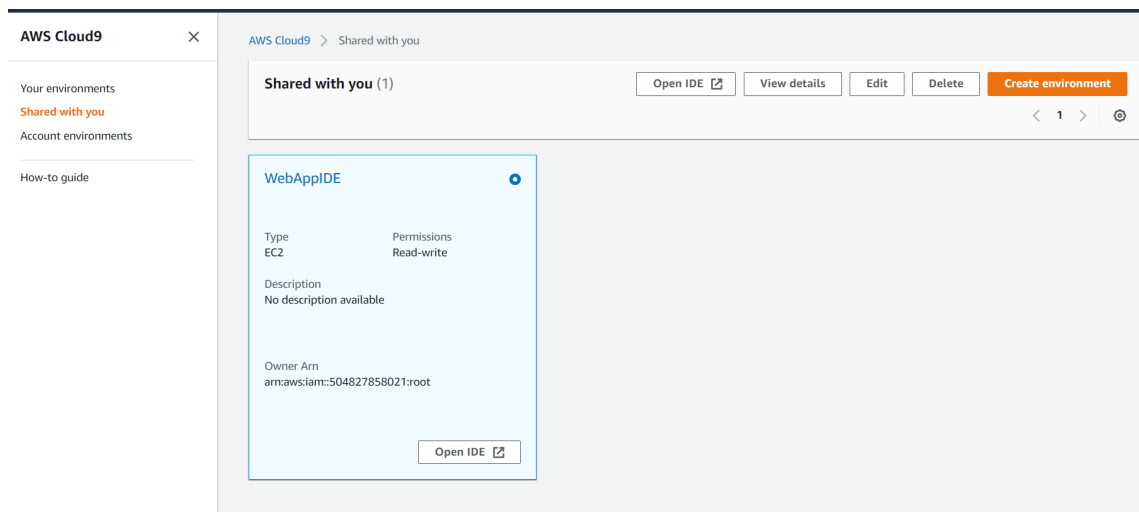 AWS Cloud9
Your environments
Shared with you
Account environments
How-to guide
AWS Cloud9 > Shared with you
Shared with you (1)
Open IDE
View details
Edit
Delete
Create environment
< 1 >
WebAppIDE
Type
EC2
Permissions
Read-write
Description
No description available
Owner Arn
arn:aws:iam::504827858021:root
Open IDE